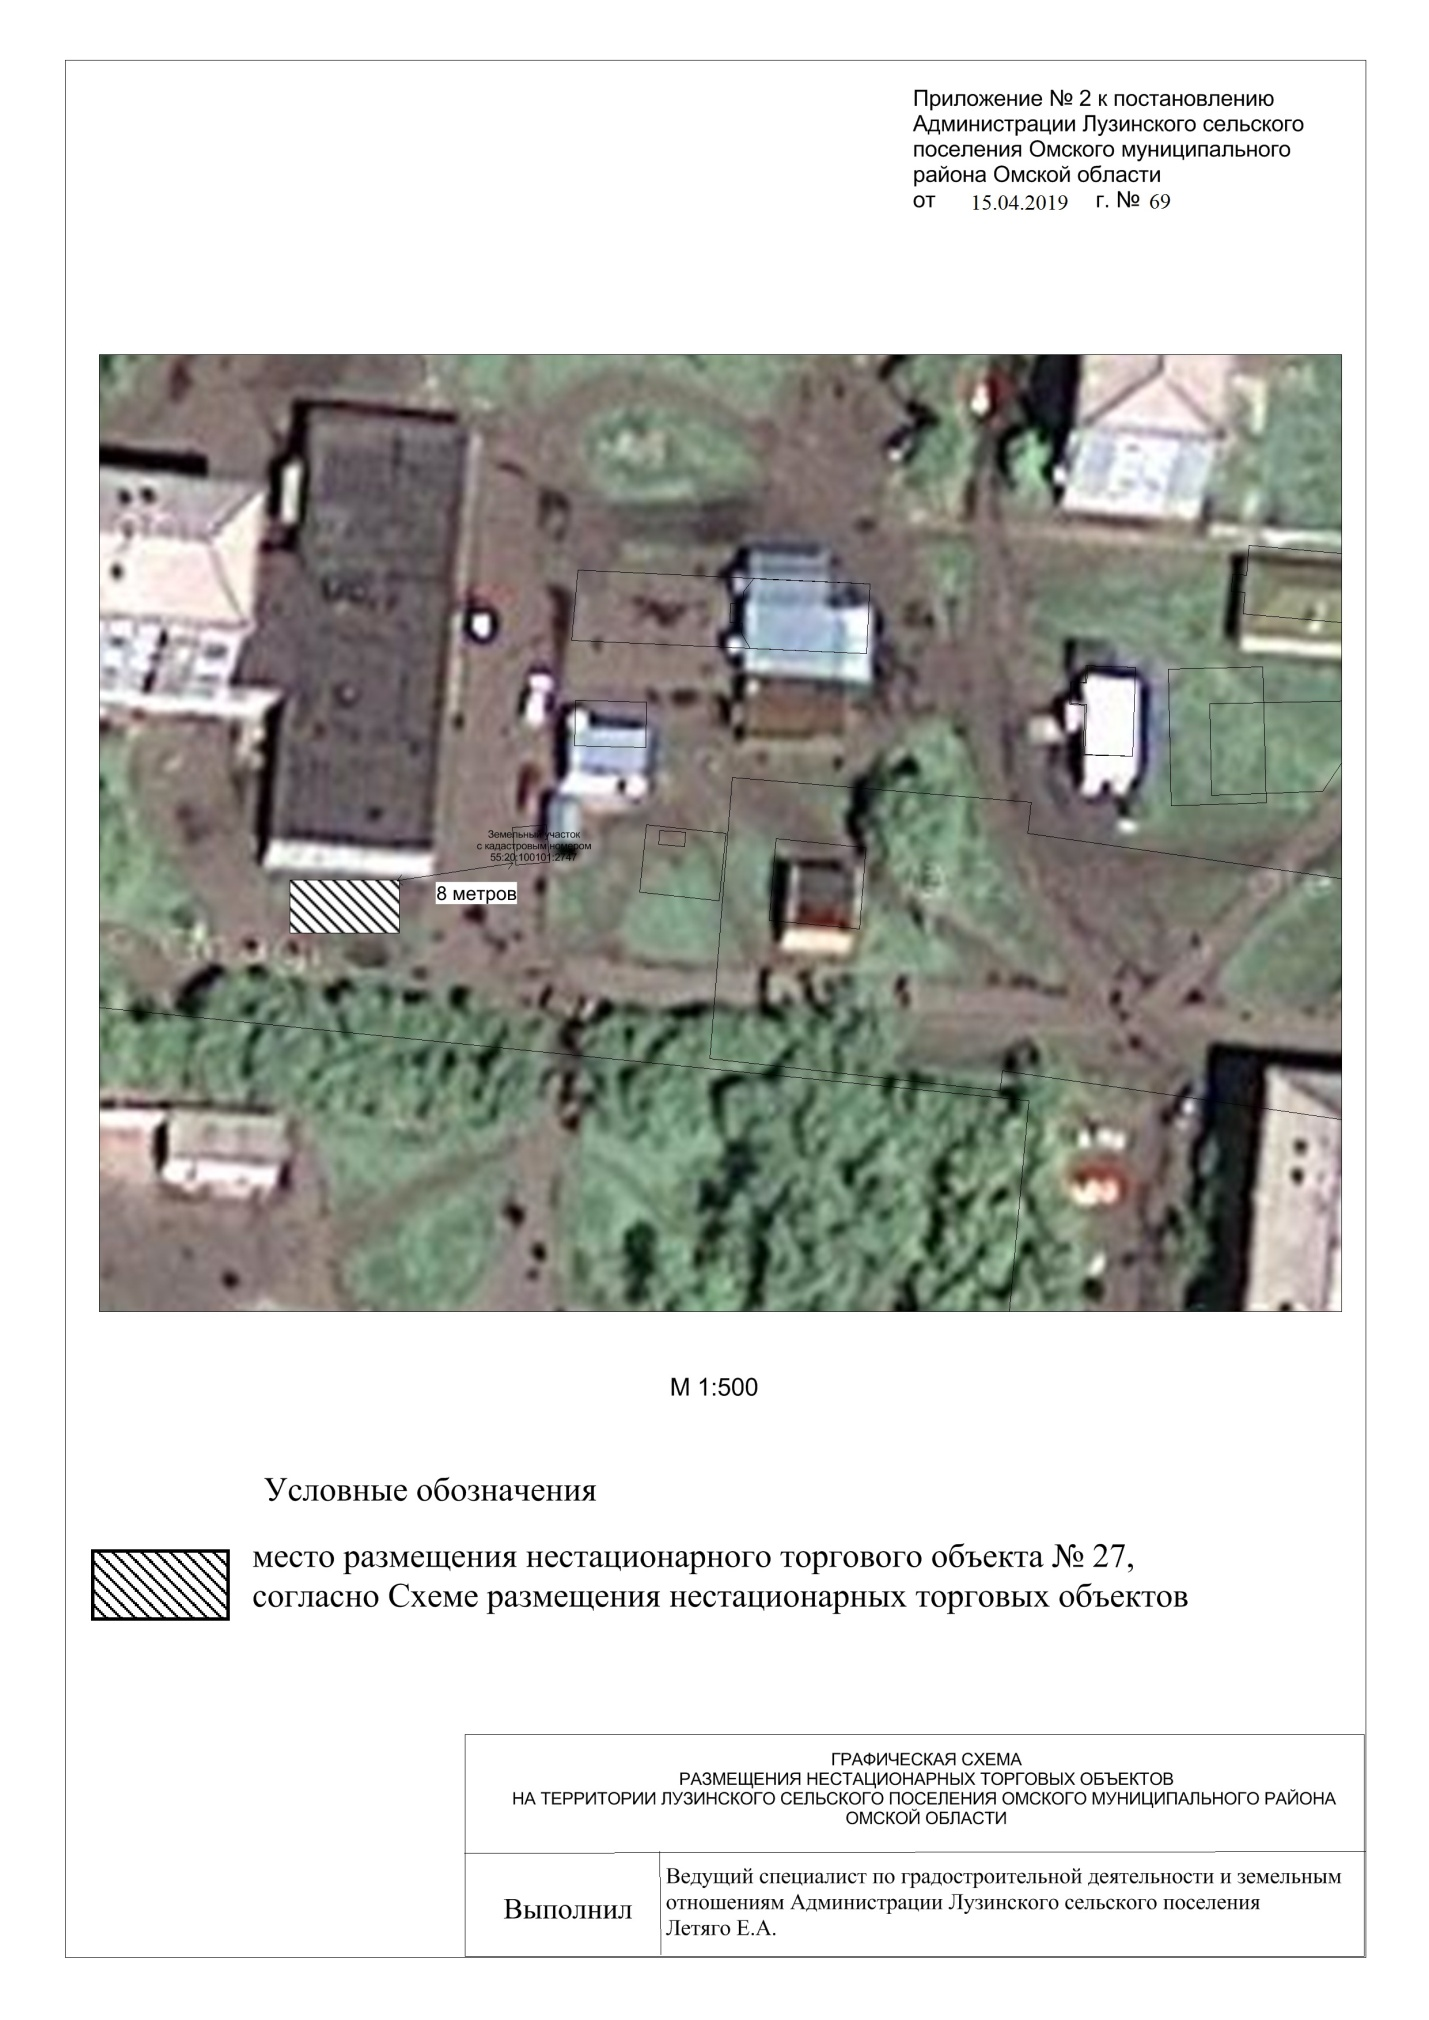 Приложение № 2 к постановлению
Администрации Лузинского сельского
поселения Омского муниципального
района Омской области
от 15.04.2019 г. № 69
Земельный участок
с кадастровым номером
55:20:100101:2747
8 метров
М 1:500
Условные обозначения
место размещения нестационарного торгового объекта № 27,
согласно Схеме размещения нестационарных торговых объектов
ГРАФИЧЕСКАЯ СХЕМА
РАЗМЕЩЕНИЯ НЕСТАЦИОНАРНЫХ ТОРГОВЫХ ОБЪЕКТОВ
НА ТЕРРИТОРИИ ЛУЗИНСКОГО СЕЛЬСКОГО ПОСЕЛЕНИЯ ОМСКОГО МУНИЦИПАЛЬНОГО РАЙОНА
ОМСКОЙ ОБЛАСТИ
Выполнил
Ведущий специалист по градостроительной деятельности и земельным
отношениям Администрации Лузинского сельского поселения
Летяго Е.А.